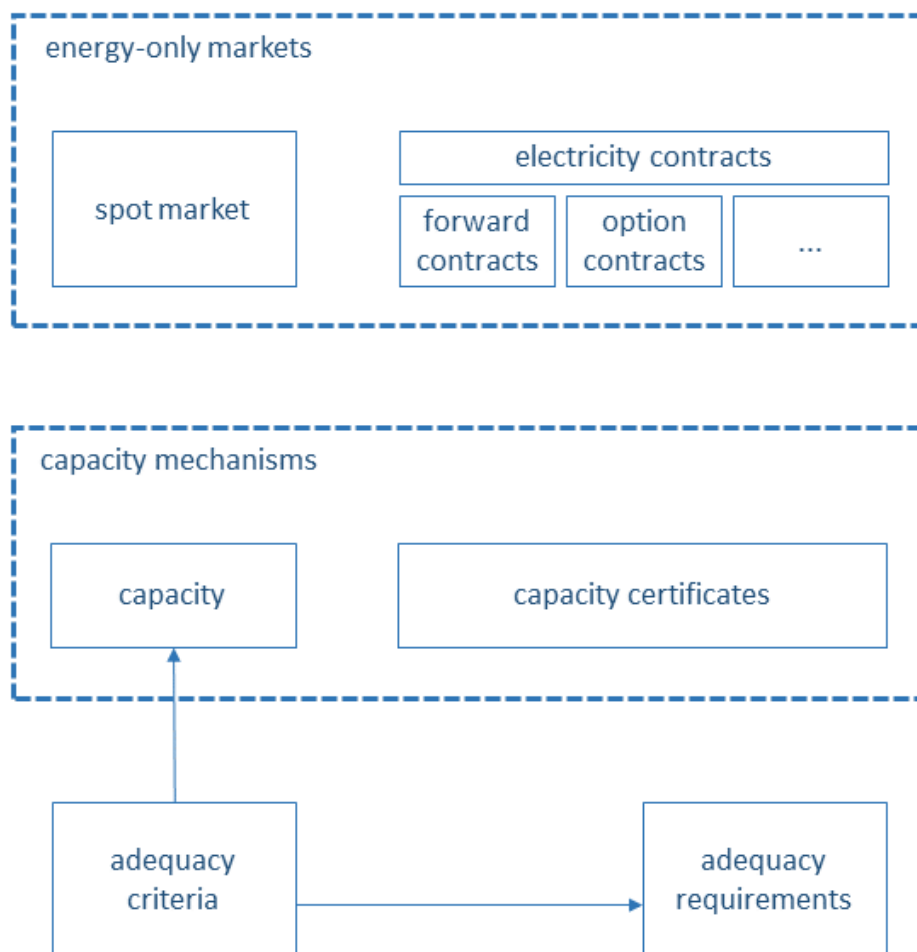 energy-only markets
spot market
electricity contracts
forward
contracts
option
contracts
...
capacity mechanisms
capacity
capacity certificates
adequacy
criteria
adequacy
requirements